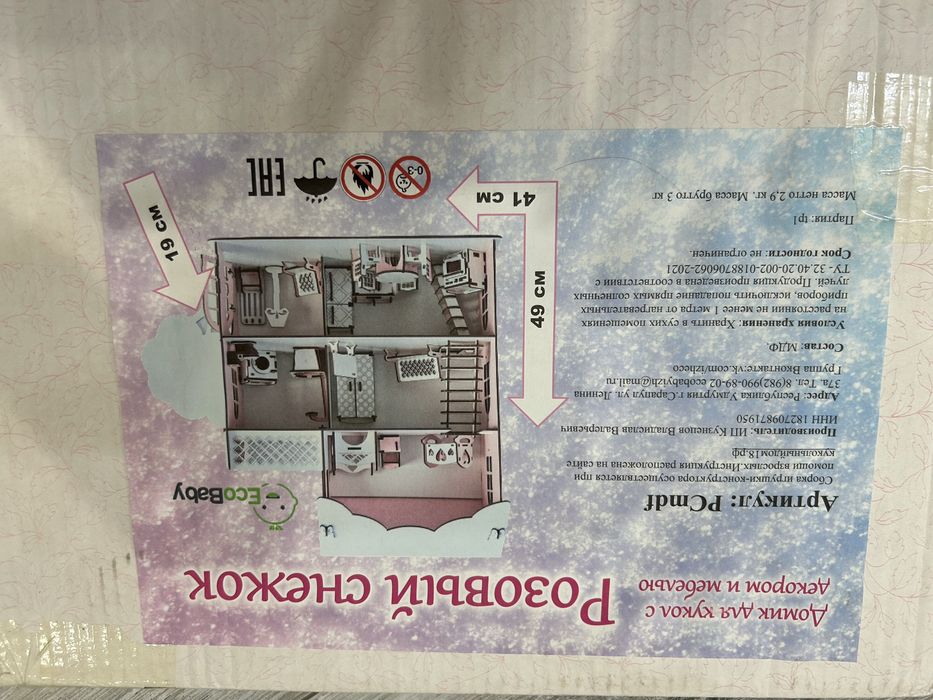 Домик для кукол с
декором и мебелью
Розовый снежок
Артикул: РСmdf
Сборка игрушки-конструктора осуществляется при
помощи взрослых.Инструкция расположена на сайте
кукольныйдом18.рф
Производитель: ИП Кузнецов Владислав Валерьевич
ИНН 182709871950
Адрес: Республика Удмуртия г.Сарапул ул. Ленина
37а. Тел. 8(982)990-89-02 ecobabyizh@mail.ru
Группа Вконтакте:vk.com/izheco
Состав: МДФ.
Условия хранения: Хранить в сухих помещениях
на расстоянии не менее 1 метра от нагревательных
приборов, исключить попадание прямых солнечных
лучей. Продукция произведена в соответствии с
ТУ- 32.40.20-002-0188706062-2021
Срок годности: не ограничен.
Партия: tp1
Масса нетто 2,9 кг. Масса брутто 3 кг
EcoBaby
49 см
41 см
19 см
0-3
EAC